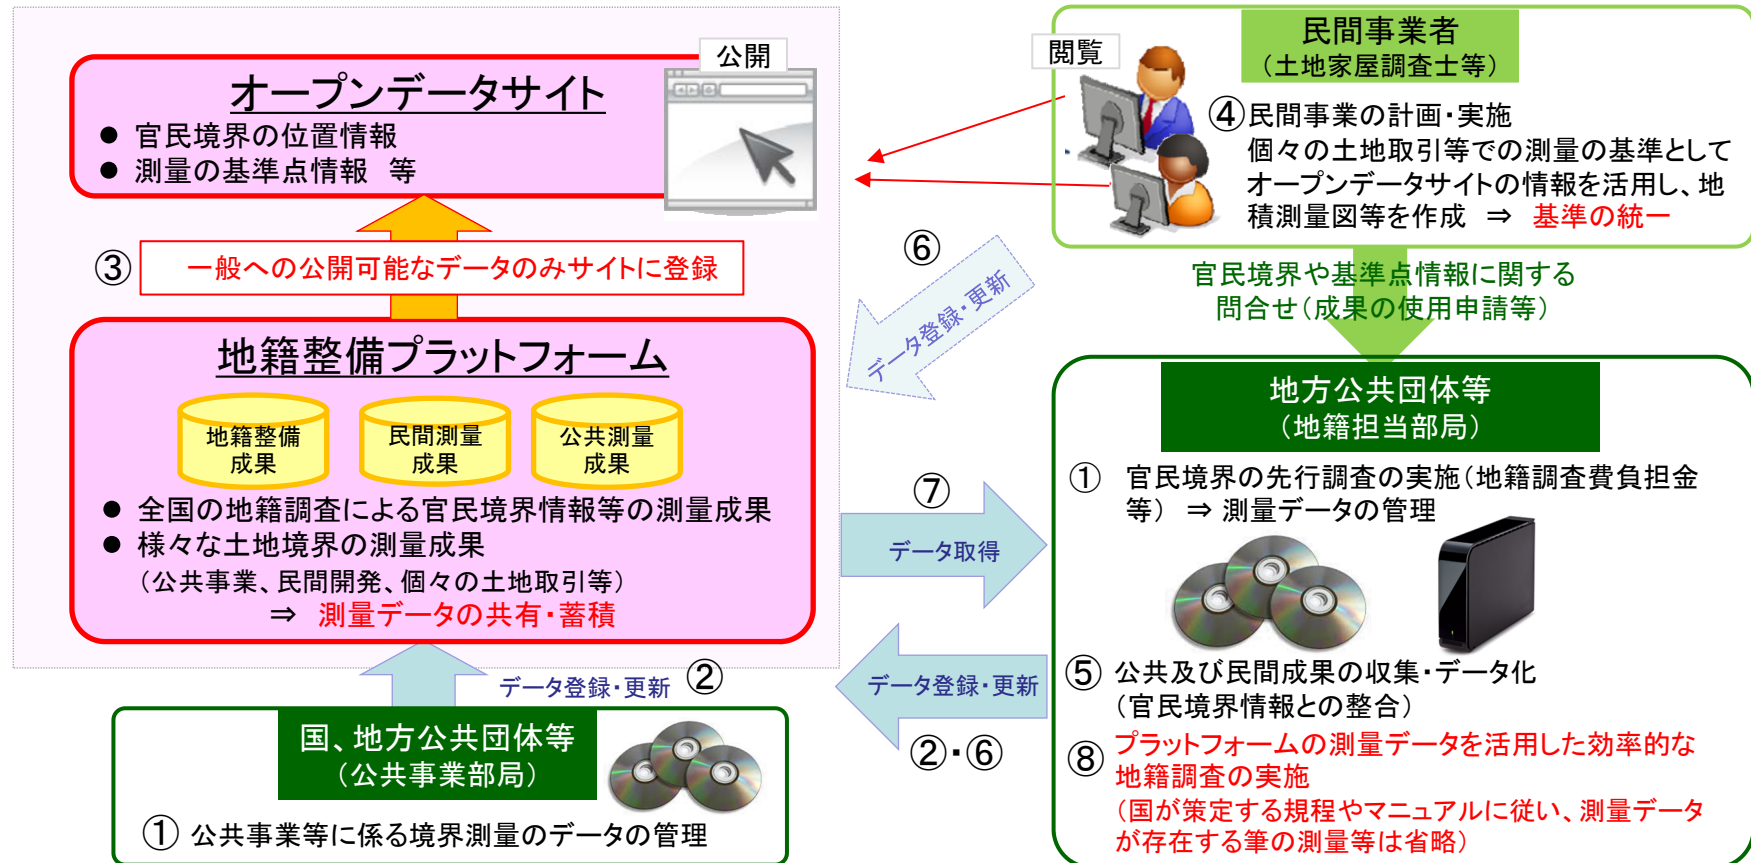 公開
オープンデータサイト
● 官民境界の位置情報
● 測量の基準点情報 等
③ 一般への公開可能なデータのみサイトに登録
地籍整備プラットフォーム
地籍整備
成果
民間測量
成果
公共測量
成果
● 全国の地籍調査による官民境界情報等の測量成果
● 様々な土地境界の測量成果
(公共事業、民間開発、個々の土地取引等)
⇒ 測量データの共有・蓄積
データ登録・更新 ②
国、地方公共団体等
(公共事業部局)
① 公共事業等に係る境界測量のデータの管理
⑥
データ登録・更新
⑦
データ取得
データ登録・更新
②・⑥
閲覧
民間事業者
(土地家屋調査士等)
④民間事業の計画・実施
個々の土地取引等での測量の基準として
オープンデータサイトの情報を活用し、地
積測量図等を作成 ⇒ 基準の統一
官民境界や基準点情報に関する
問合せ(成果の使用申請等)
地方公共団体等
(地籍担当部局)
① 官民境界の先行調査の実施(地籍調査費負担金
等) ⇒ 測量データの管理
⑤ 公共及び民間成果の収集・データ化
(官民境界情報との整合)
⑧ プラットフォームの測量データを活用した効率的な
地籍調査の実施
(国が策定する規程やマニュアルに従い、測量データ
が存在する筆の測量等は省略)